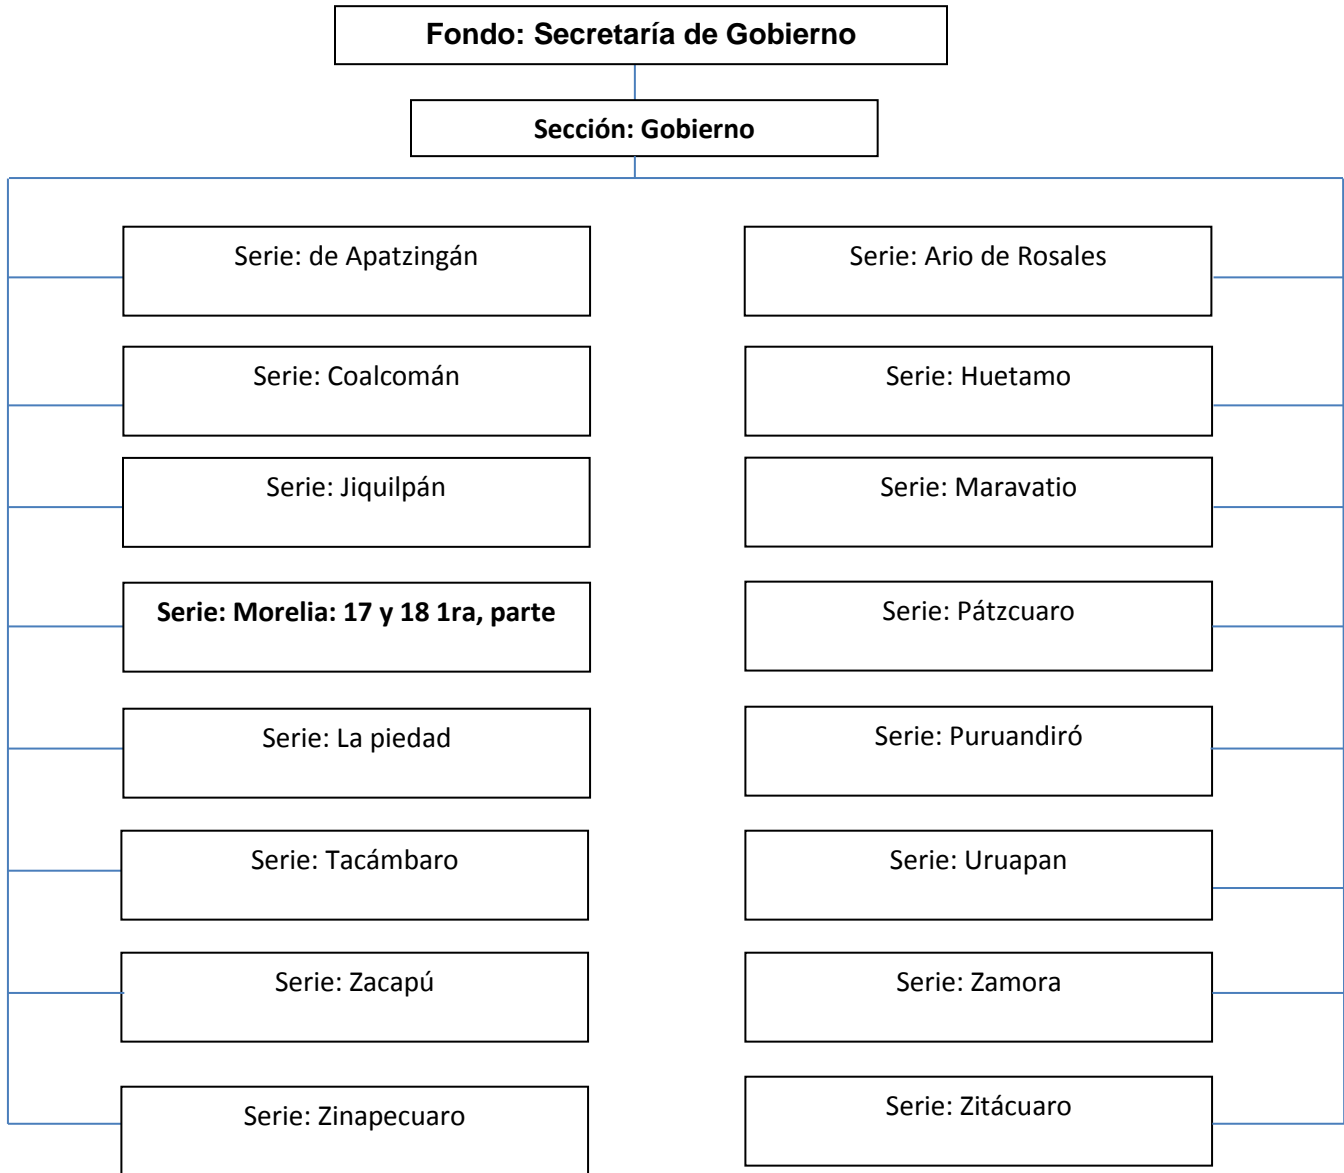 Fondo: Secretaría de Gobierno
Sección: Gobierno
Serie: de Apatzingán
Serie: Ario de Rosales
Serie: Coalcomán
Serie: Huetamo
Serie: Jiquilpán
Serie: Maravatio
Serie: Morelia: 17 y 18 1ra, parte
Serie: Pátzcuaro
Serie: La piedad
Serie: Puruandiró
Serie: Tacámbaro
Serie: Uruapan
Serie: Zacapú
Serie: Zamora
Serie: Zinapecuaro
Serie: Zitácuaro